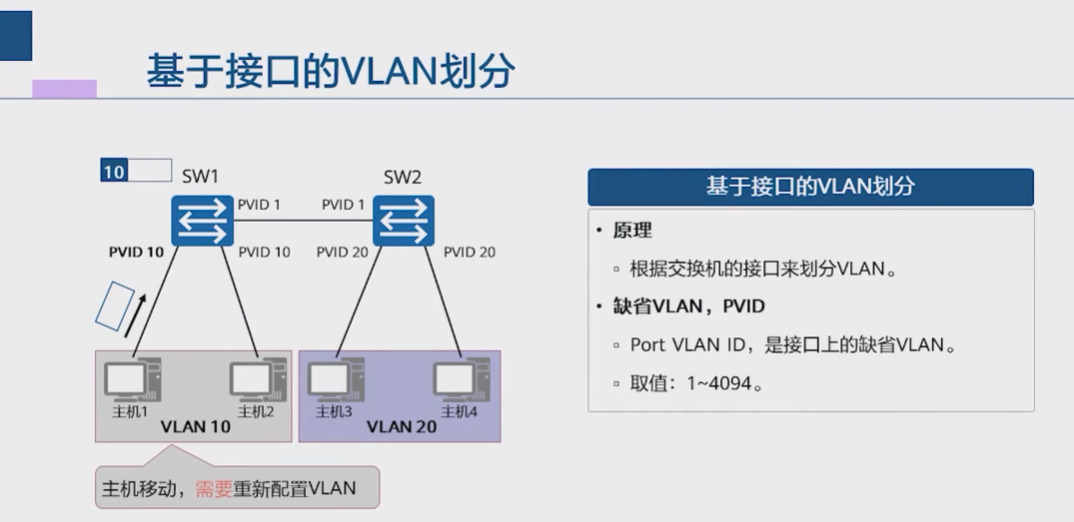 基于接口的VLAN划分
10
SW1
SW2
PVID 1
PVID 1
PVID 10
PVID 10
PVID 20
PVID 20
主机1
主机2
主机3
主机4
VLAN 10
VLAN 20
主机移动，需要重新配置VLAN
基于接口的VLAN划分
• 原理
▫ 根据交换机的接口来划分VLAN。
• 缺省VLAN，PVID
▫ Port VLAN ID，是接口上的缺省VLAN。
▫ 取值：1~4094。